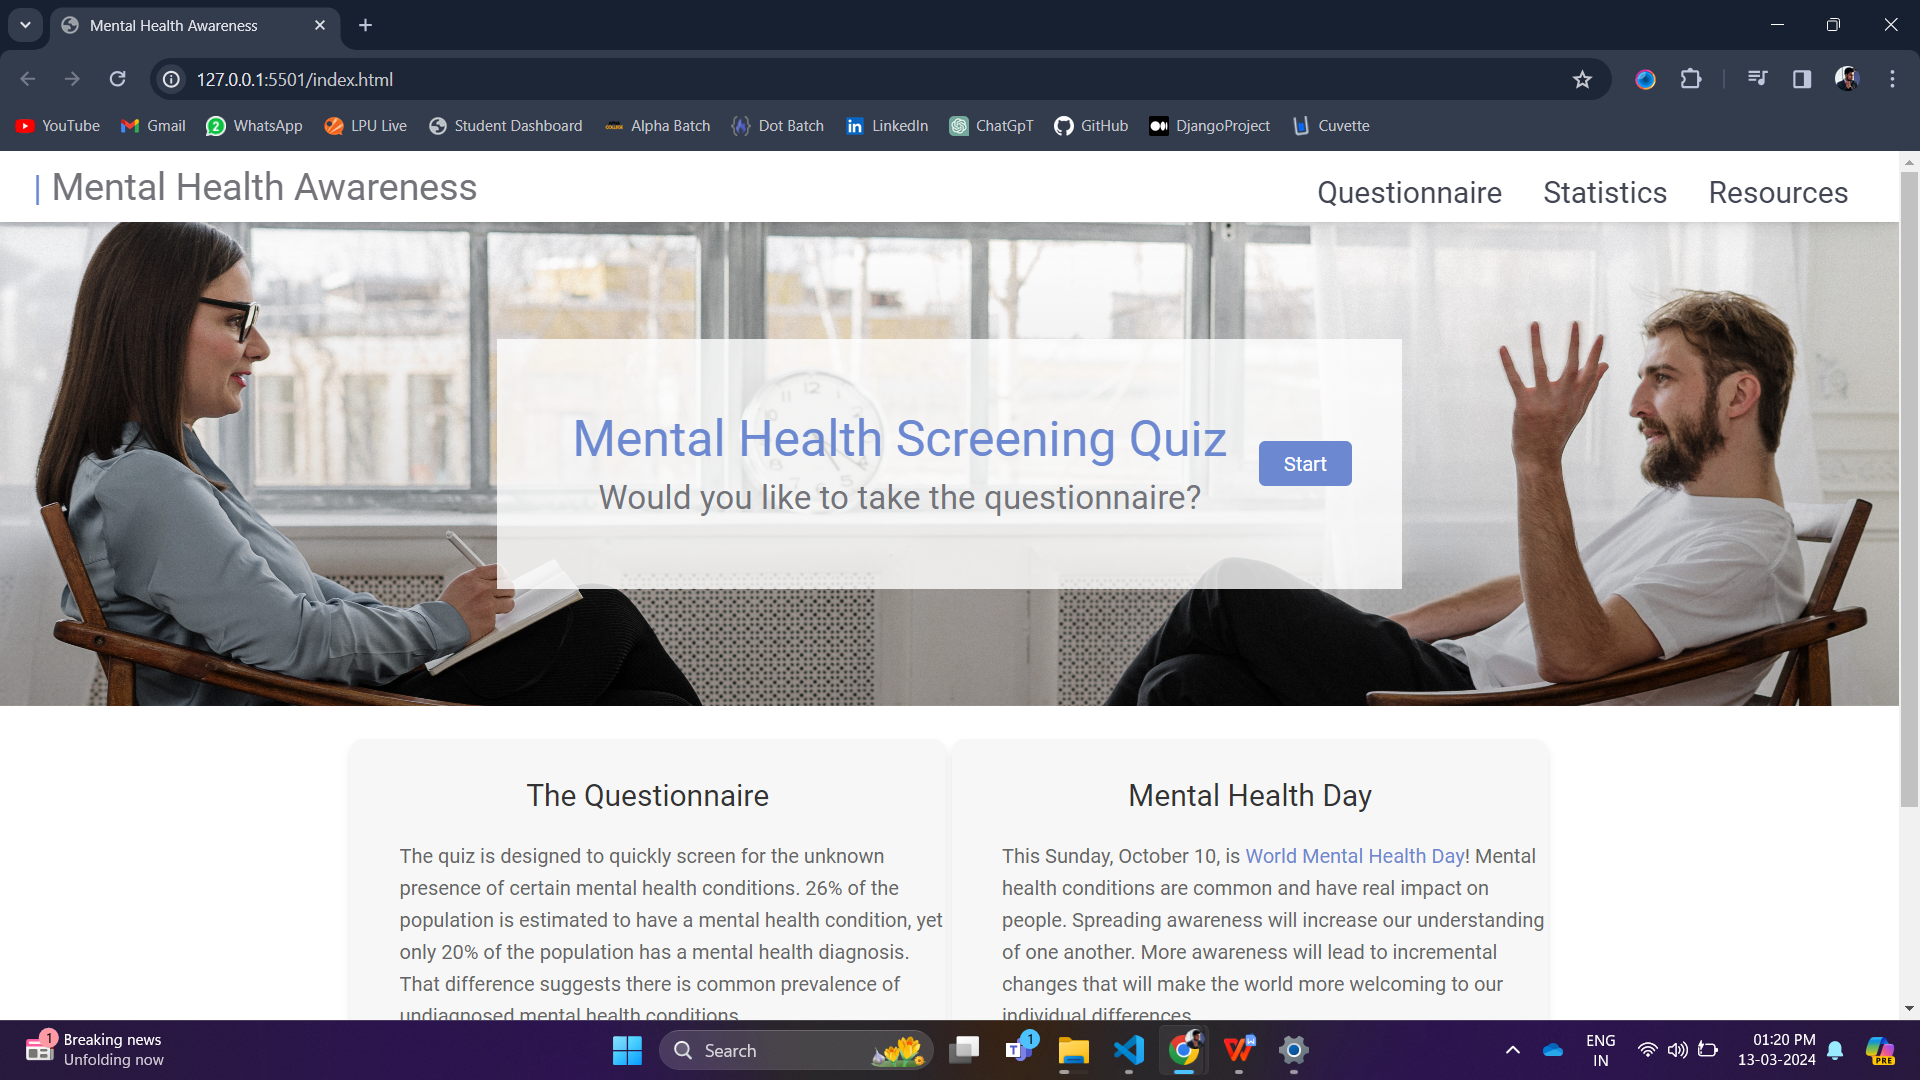 Mental Health Awareness
127.0.0.1:5501/index.html
YouTube Gmail WhatsApp LPU Live Student Dashboard Alpha Batch Dot Batch LinkedIn ChatGpT GitHub DjangoProject Cuvette
| Mental Health Awareness
Questionnaire Statistics Resources
Mental Health Screening Quiz
Would you like to take the questionnaire?
Start
The Questionnaire
The quiz is designed to quickly screen for the unknown
presence of certain mental health conditions. 26% of the
population is estimated to have a mental health condition, yet
only 20% of the population has a mental health diagnosis.
That difference suggests there is common prevalence of
undiagnosed mental health conditions.
Mental Health Day
This Sunday, October 10, is World Mental Health Day! Mental
health conditions are common and have real impact on
people. Spreading awareness will increase our understanding
of one another. More awareness will lead to incremental
changes that will make the world more welcoming to our
individual differences.
1
Breaking news
Unfolding now
Search
1
ENG
IN
01:20 PM
13-03-2024
PRE